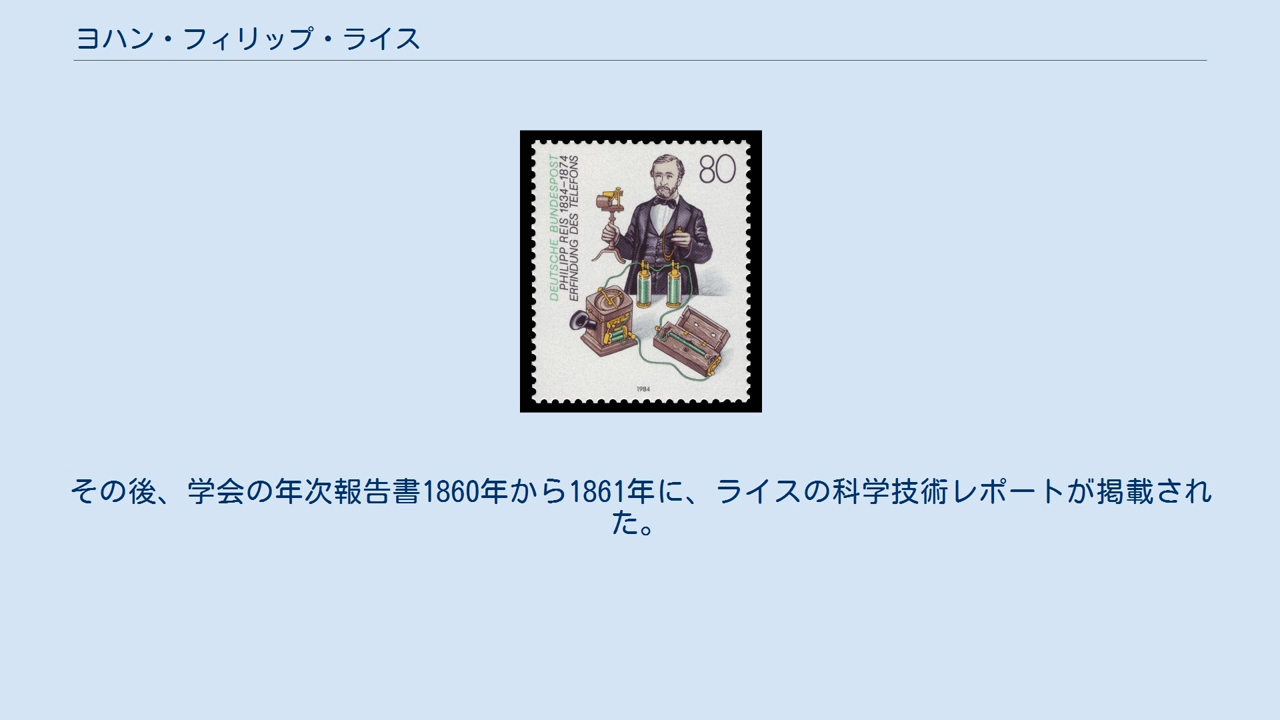 ヨハン・フィリップ・ライス
DEUTSCHE BUNDESPOST
PHILIPP REIS 1834–1874
ERFINDUNG DES TELEFONS
80
1984
その後、学会の年次報告書1860年から1861年に、ライスの科学技術レポートが掲載され
た。